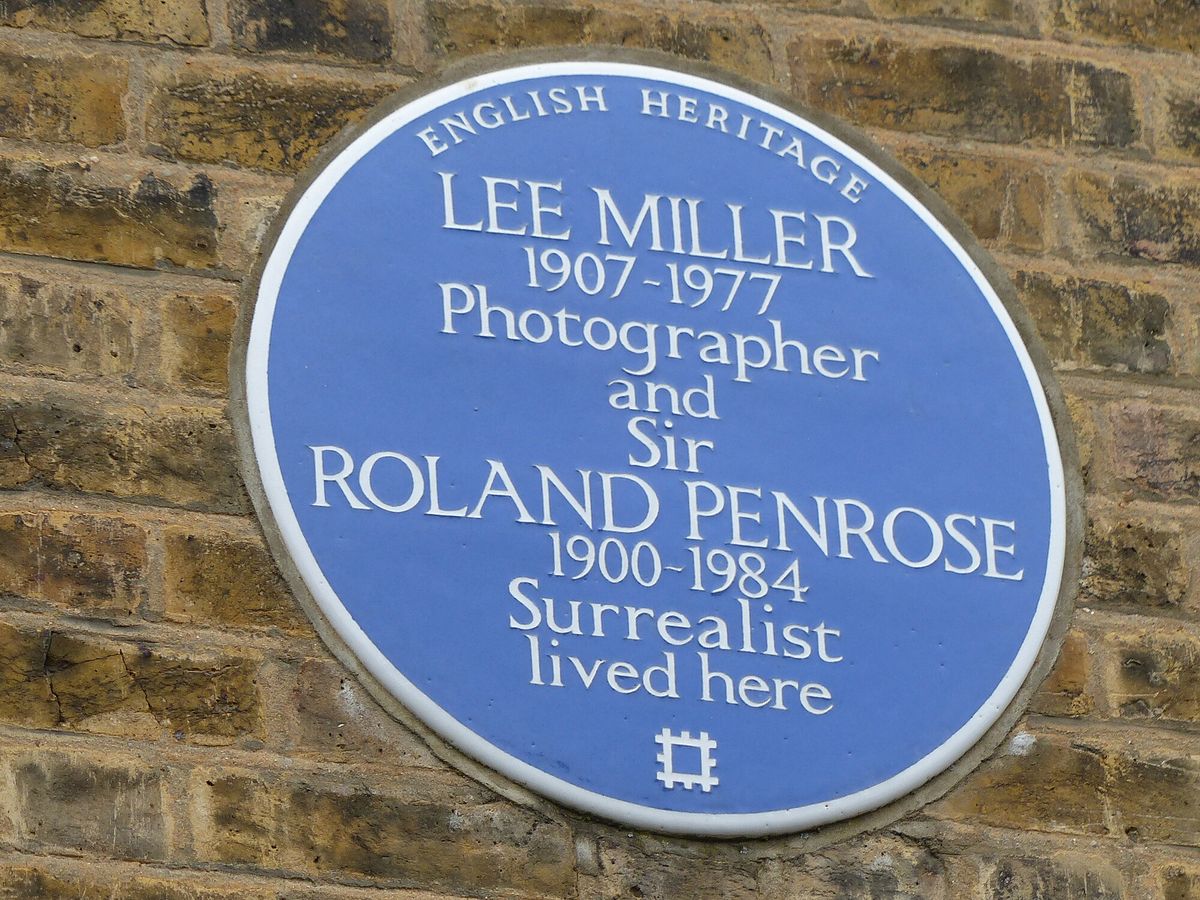 ENGLISH HERITAGE
LEE MILLER
1907-1977
Photographer
and
Sir
ROLAND PENROSE
1900-1984
Surrealist
lived here